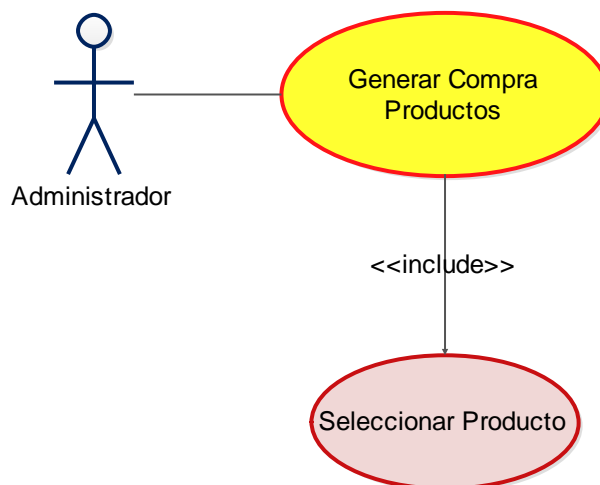 Generar Compra
Productos
Administrador
<<include>>
Seleccionar Producto